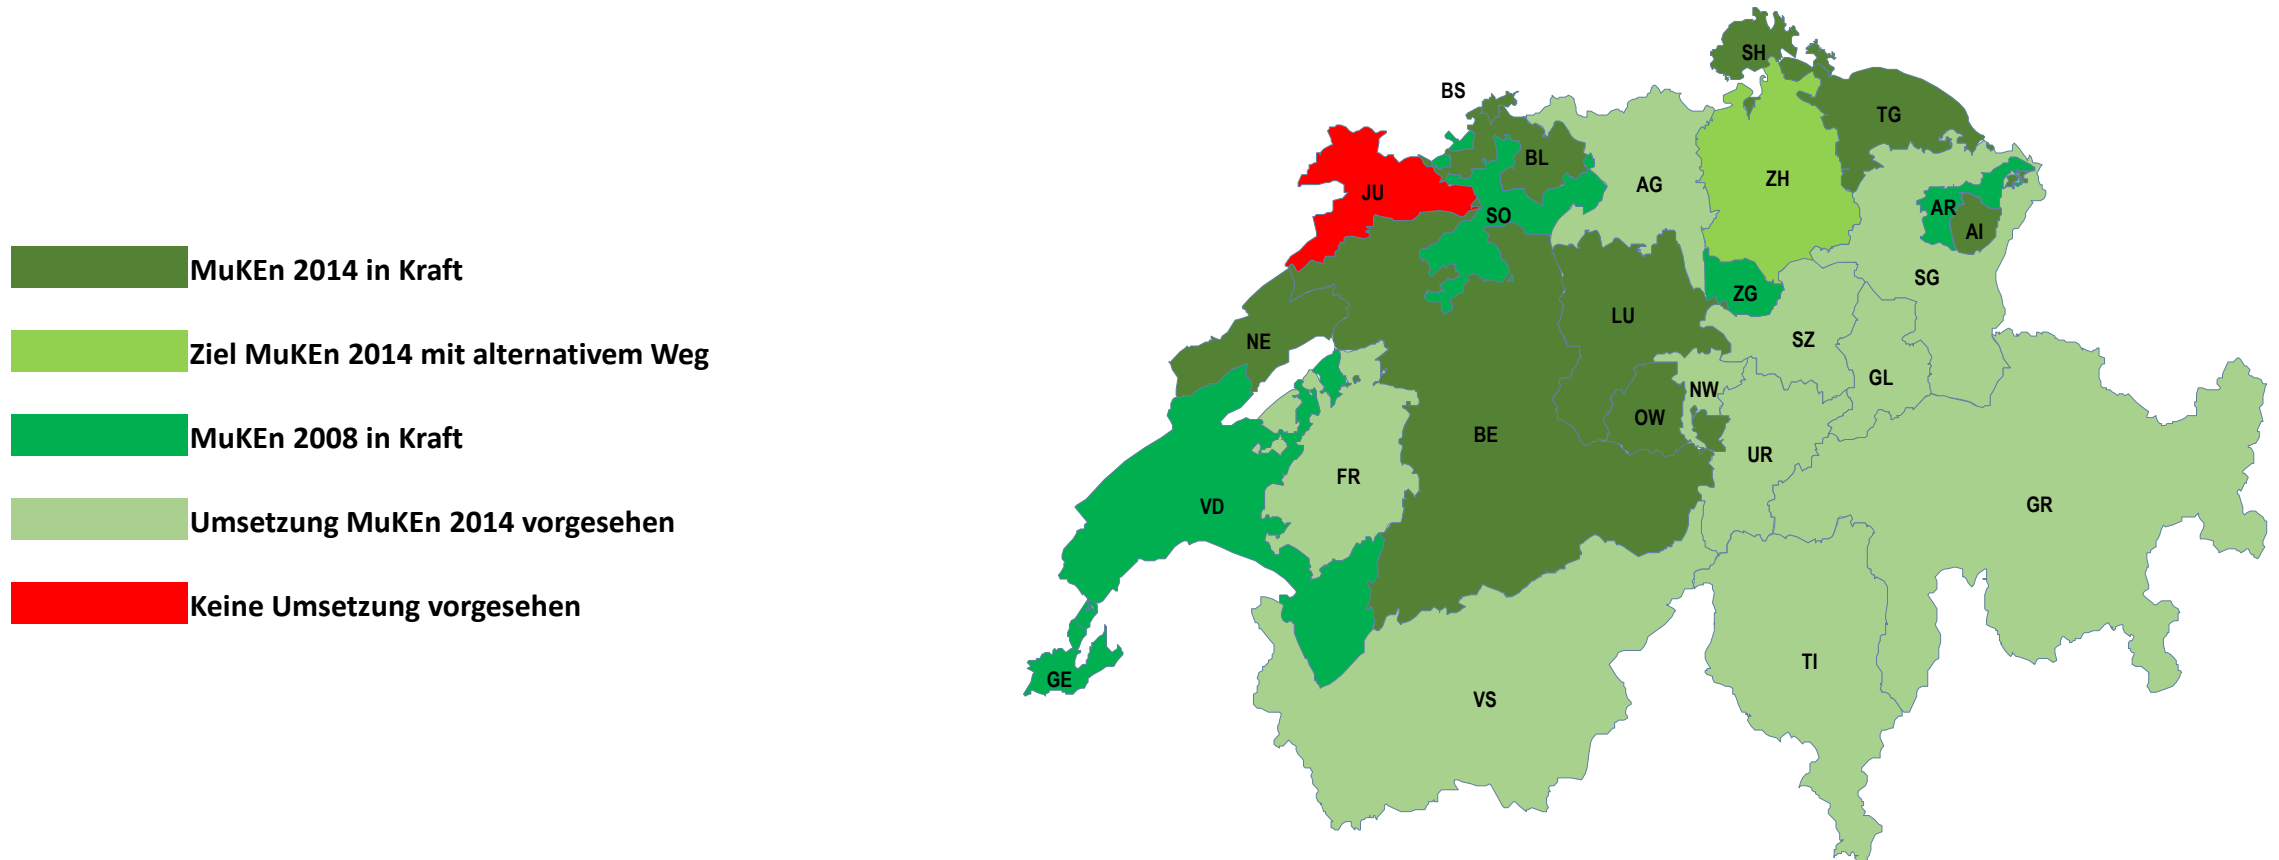 MuKEn 2014 in Kraft
Ziel MuKEn 2014 mit alternativem Weg
MuKEn 2008 in Kraft
Umsetzung MuKEn 2014 vorgesehen
Keine Umsetzung vorgesehen
SH
BS
TG
BL
AG
ZH
JU
SO
AR
AI
SG
ZG
LU
NE
SZ
GL
NW
OW
BE
UR
FR
VD
GR
TI
GE
VS